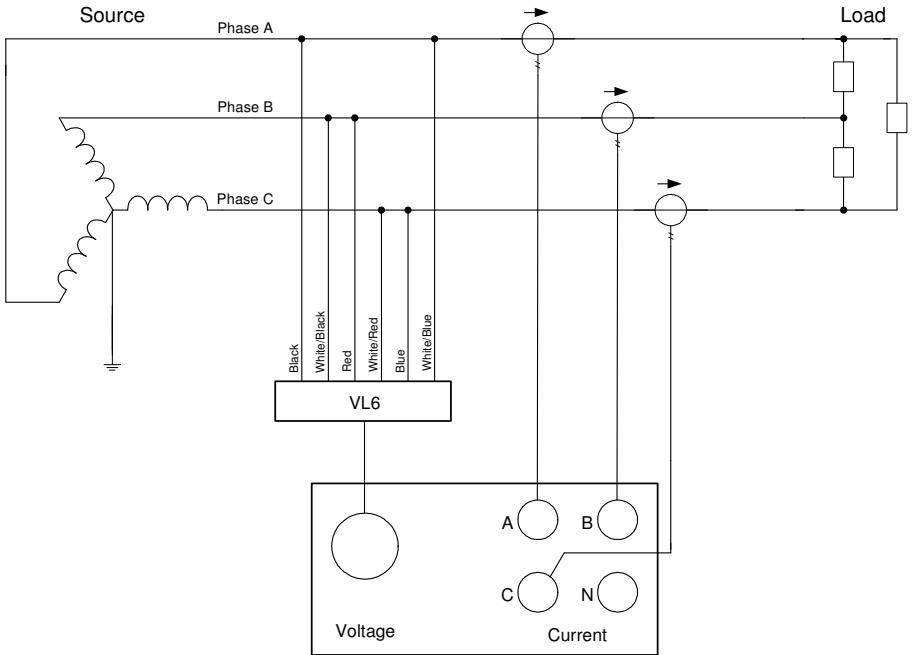 Source
Load
Phase A
Phase B
Phase C
Black
White/Black
Red
White/Red
Blue
White/Blue
VL6
A
B
C
N
Voltage
Current